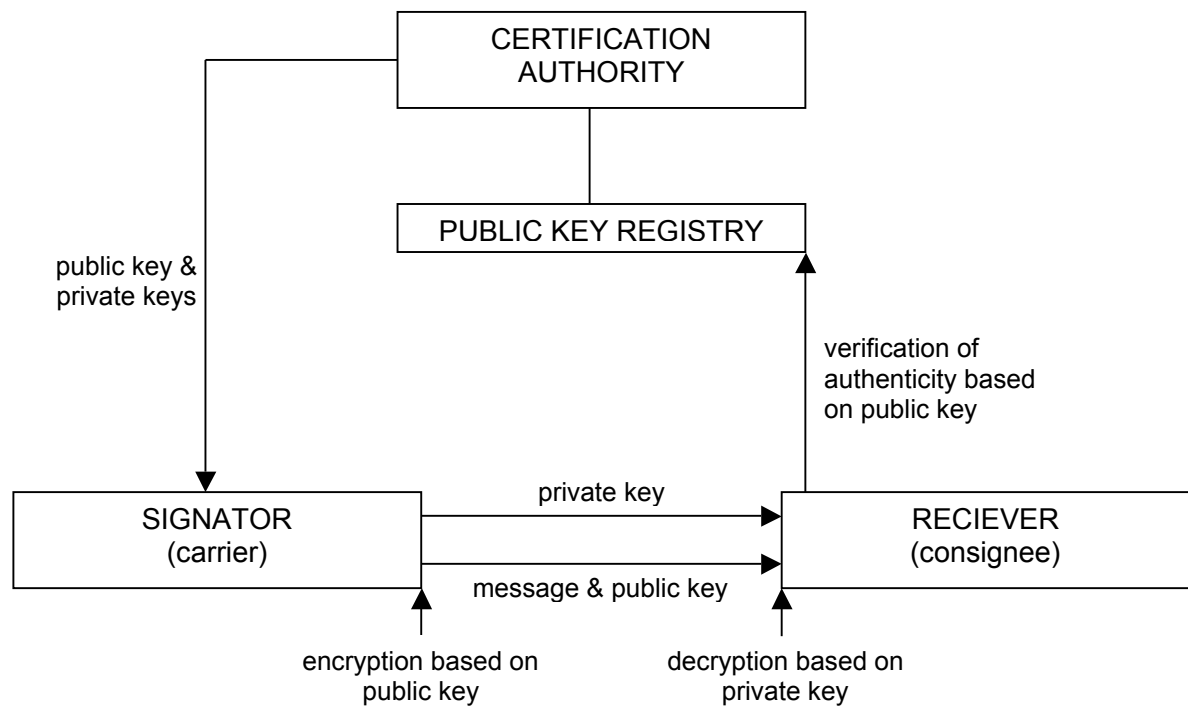 CERTIFICATION
AUTHORITY
PUBLIC KEY REGISTRY
public key &
private keys
verification of
authenticity based
on public key
SIGNATOR
(carrier)
private key
message & public key
RECIEVER
(consignee)
encryption based on
public key
decryption based on
private key